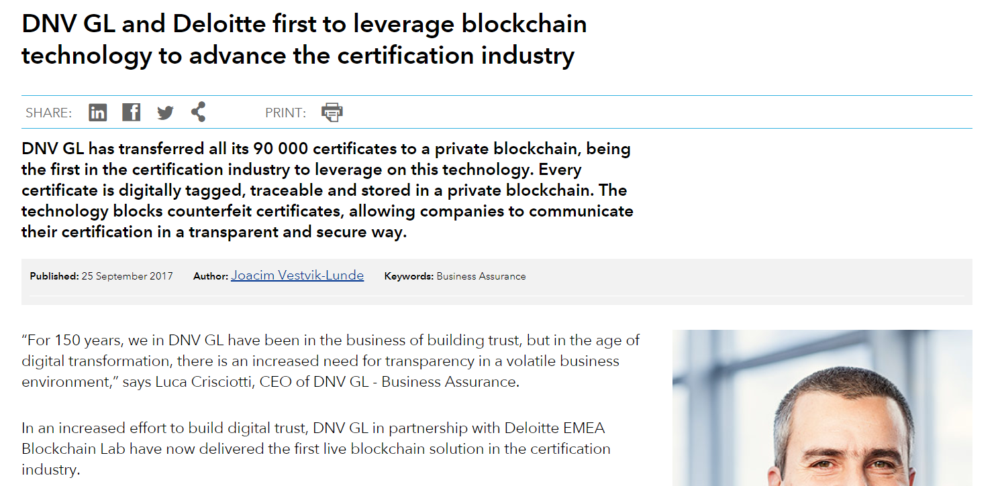 DNV GL and Deloitte first to leverage blockchain
technology to advance the certification industry
SHARE: in f PRINT:
DNV GL has transferred all its 90 000 certificates to a private blockchain, being
the first in the certification industry to leverage on this technology. Every
certificate is digitally tagged, traceable and stored in a private blockchain. The
technology blocks counterfeit certificates, allowing companies to communicate
their certification in a transparent and secure way.
Published: 25 September 2017 Author: Joacim Vestvik-Lunde Keywords: Business Assurance
“For 150 years, we in DNV GL have been in the business of building trust, but in the age of
digital transformation, there is an increased need for transparency in a volatile business
environment,” says Luca Crisciotti, CEO of DNV GL - Business Assurance.
In an increased effort to build digital trust, DNV GL in partnership with Deloitte EMEA
Blockchain Lab have now delivered the first live blockchain solution in the certification
industry.